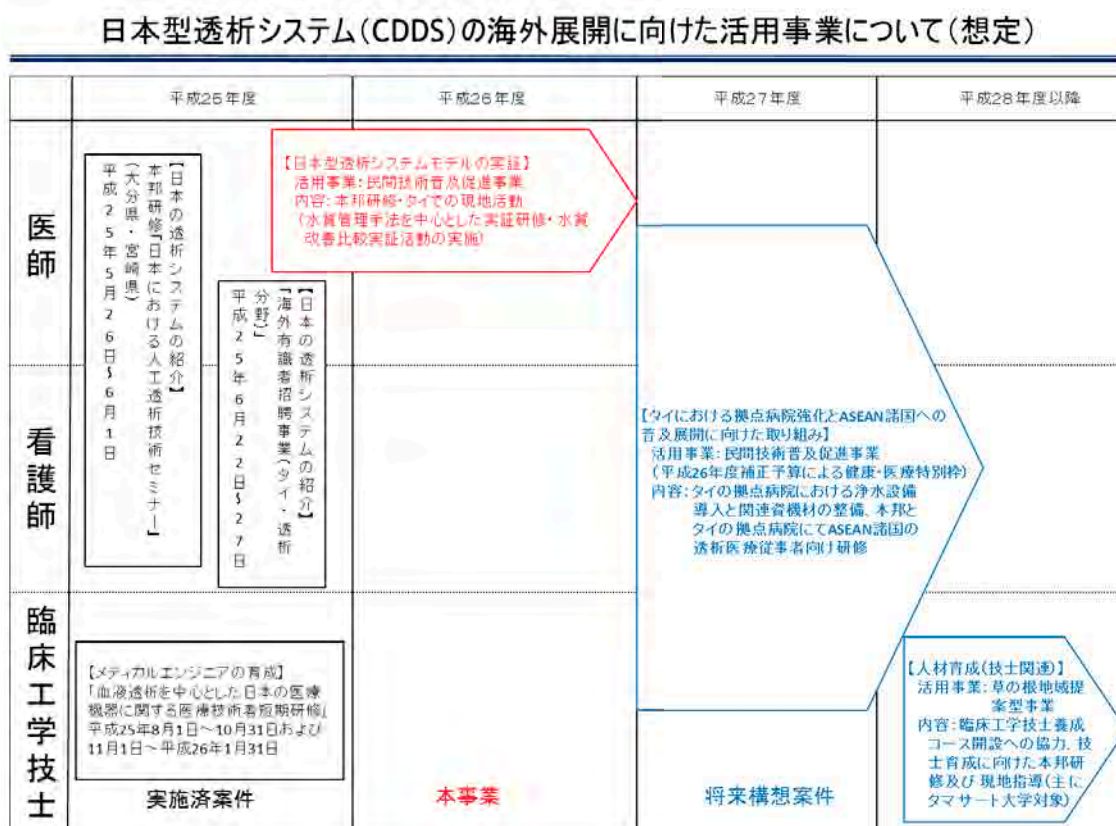 日本型透析システム(CDDS)の海外展開に向けた活用事業について(想定)
平成25年度
平成26年度
平成27年度
平成28年度以降
医師
看護師
臨床工学技士
【日本の透析システムの紹介】
本邦研修「日本における人工透析技術セミナー」
(大分県・宮崎県)
平成25年5月26日~6月1日
【日本の透析システムの紹介】
「海外有識者招聘事業(タイ・透析
分野)」
平成25年6月22日~27日
【日本型透析システムモデルの実証】
活用事業:民間技術普及促進事業
内容:本邦研修・タイでの現地活動
(水質管理手法を中心とした実証研修・水質
改善比較実証活動の実施)
【タイにおける拠点病院強化とASEAN諸国への
普及展開に向けた取り組み】
活用事業:民間技術普及促進事業
(平成26年度補正予算による健康・医療特別枠)
内容:タイの拠点病院における浄水設備
導入と関連資機材の整備、本邦と
タイの拠点病院にてASEAN諸国の
透析医療従事者向け研修
【メディカルエンジニアの育成】
「血液透析を中心とした日本の医療
機器に関する医療技術者短期研修」
平成25年8月1日~10月31日および
11月1日~平成26年1月31日
【人材育成(技士関連)】
活用事業:草の根地域提
案型事業
内容:臨床工学技士養成
コース開設への協力、技
士育成に向けた本邦研
修及び現地指導(主に
タマサート大学対象)
実施済案件
本事業
将来構想案件